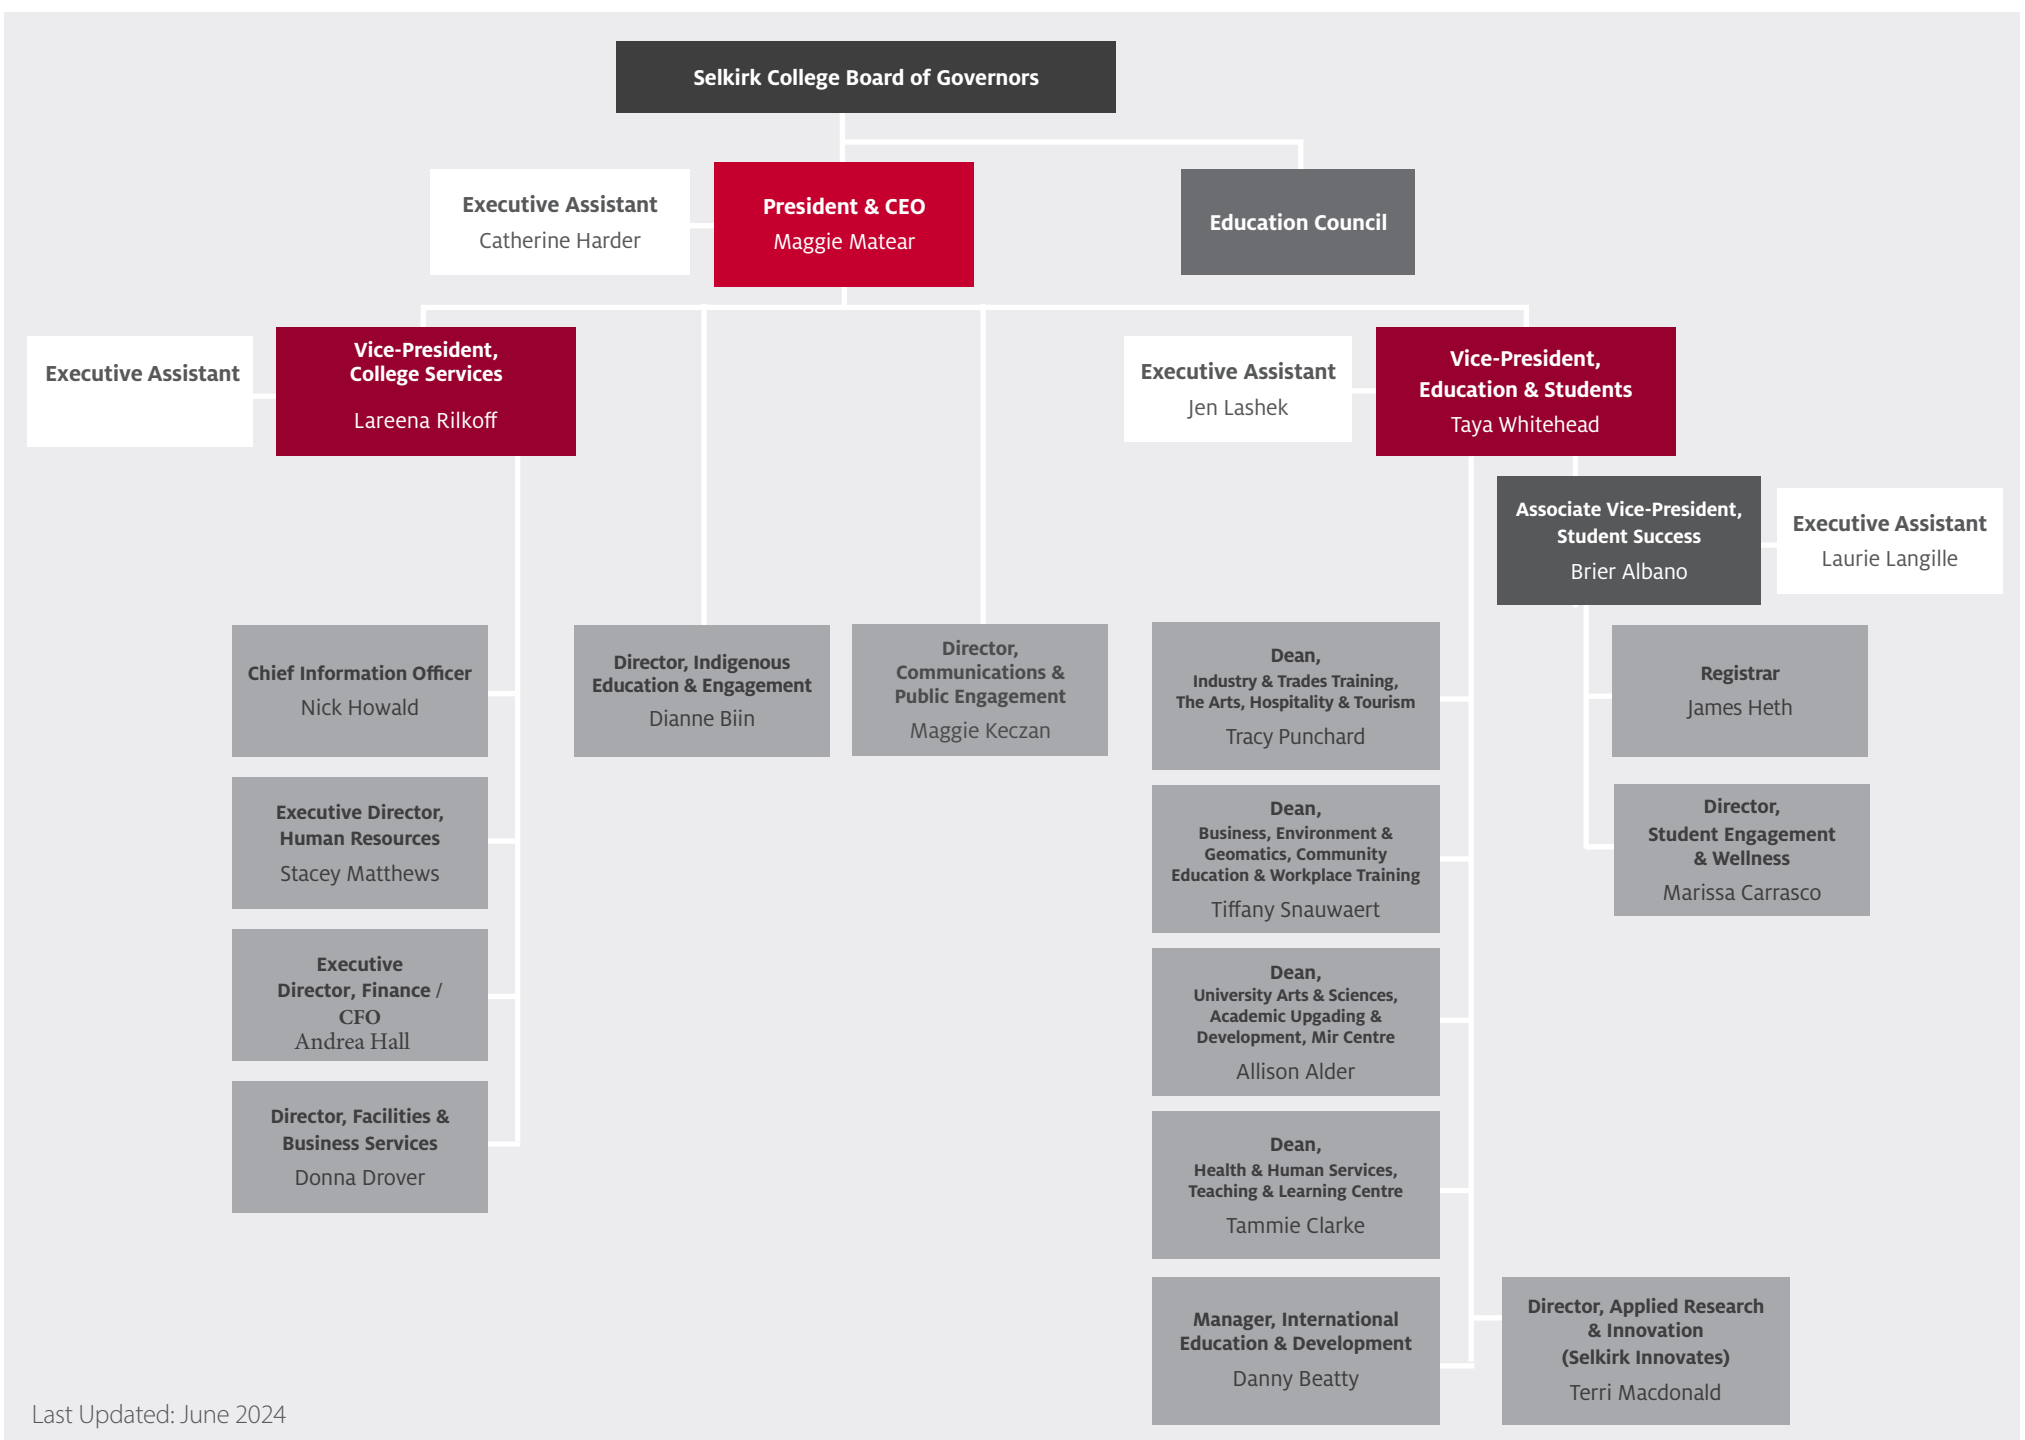 Selkirk College Board of Governors
Executive Assistant
Catherine Harder
President & CEO
Maggie Matear
Education Council
Executive Assistant
Vice-President,
College Services
Lareena Rilkoff
Executive Assistant
Jen Lashek
Vice-President,
Education & Students
Taya Whitehead
Associate Vice-President,
Student Success
Brier Albano
Executive Assistant
Laurie Langille
Chief Information Officer
Nick Howald
Director, Indigenous
Education & Engagement
Dianne Biin
Director,
Communications &
Public Engagement
Maggie Keczan
Dean,
Industry & Trades Training,
The Arts, Hospitality & Tourism
Tracy Punchard
Registrar
James Heth
Executive Director,
Human Resources
Stacey Matthews
Dean,
Business, Environment &
Geomatics, Community
Education & Workplace Training
Tiffany Snauwaert
Director,
Student Engagement
& Wellness
Marissa Carrasco
Executive
Director, Finance /
CFO
Andrea Hall
Dean,
University Arts & Sciences,
Academic Upgading &
Development, Mir Centre
Allison Alder
Director, Facilities &
Business Services
Donna Drover
Dean,
Health & Human Services,
Teaching & Learning Centre
Tammie Clarke
Manager, International
Education & Development
Danny Beatty
Director, Applied Research
& Innovation
(Selkirk Innovates)
Terri Macdonald
Last Updated: June 2024